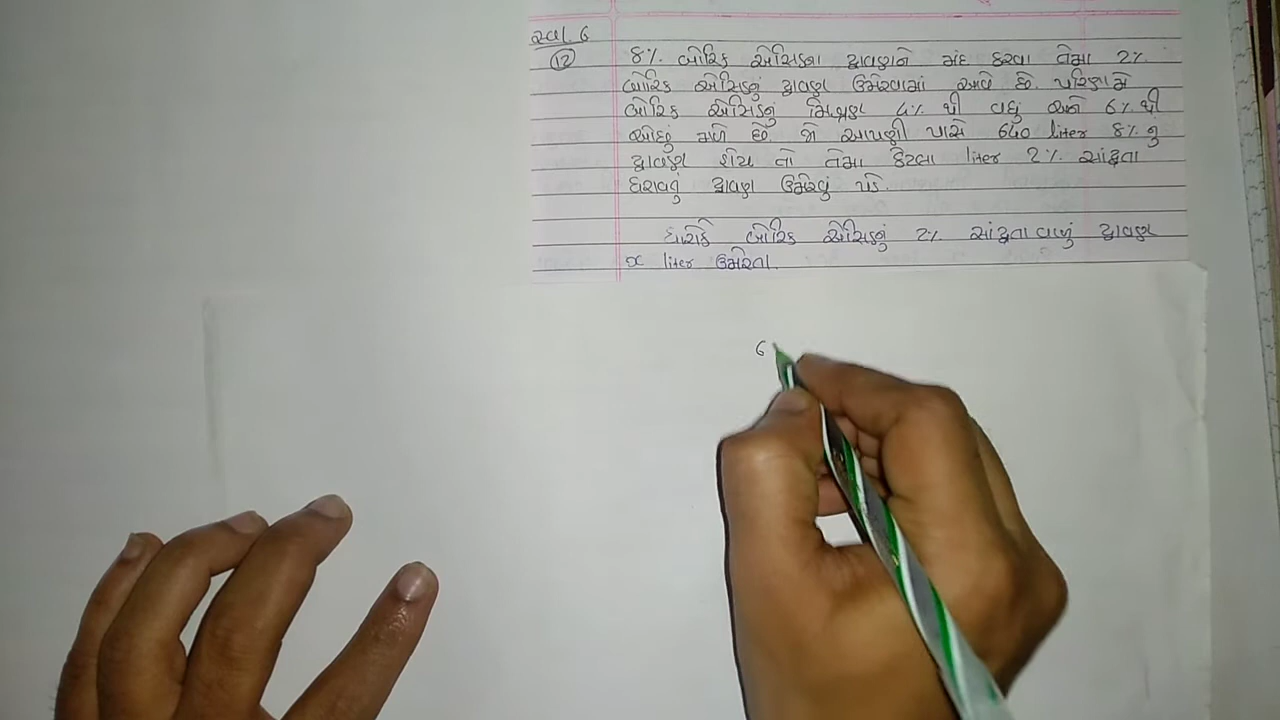 સ્વા. 6
(12) 8% બોરિક એસિડના દ્રાવણને મંદ કરવા તેમા 2%
બોરિક એસિડનું દ્રાવણ ઉમેરવામાં આવે છે. પરિણામે
બોરિક એસિડનું મિશ્રણ 4% થી વધુ અને 6% થી
ઓછું મળે છે. જો આપણી પાસે 640 liter 8% નુ
દ્રાવણ હોય તો તેમા કેટલા liter 2% સાંદ્રતા
ધરાવતું દ્રાવણ ઉમેરવું પડે.
ધારોકે બોરિક એસિડનું 2% સાંદ્રતાવાળું દ્રાવણ
x liter ઉમેરતા.
6